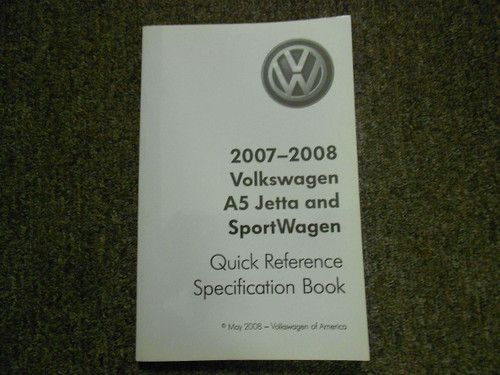 2007–2008
Volkswagen
A5 Jetta and
SportWagen
Quick Reference
Specification Book
® May 2008 – Volkswagen of America